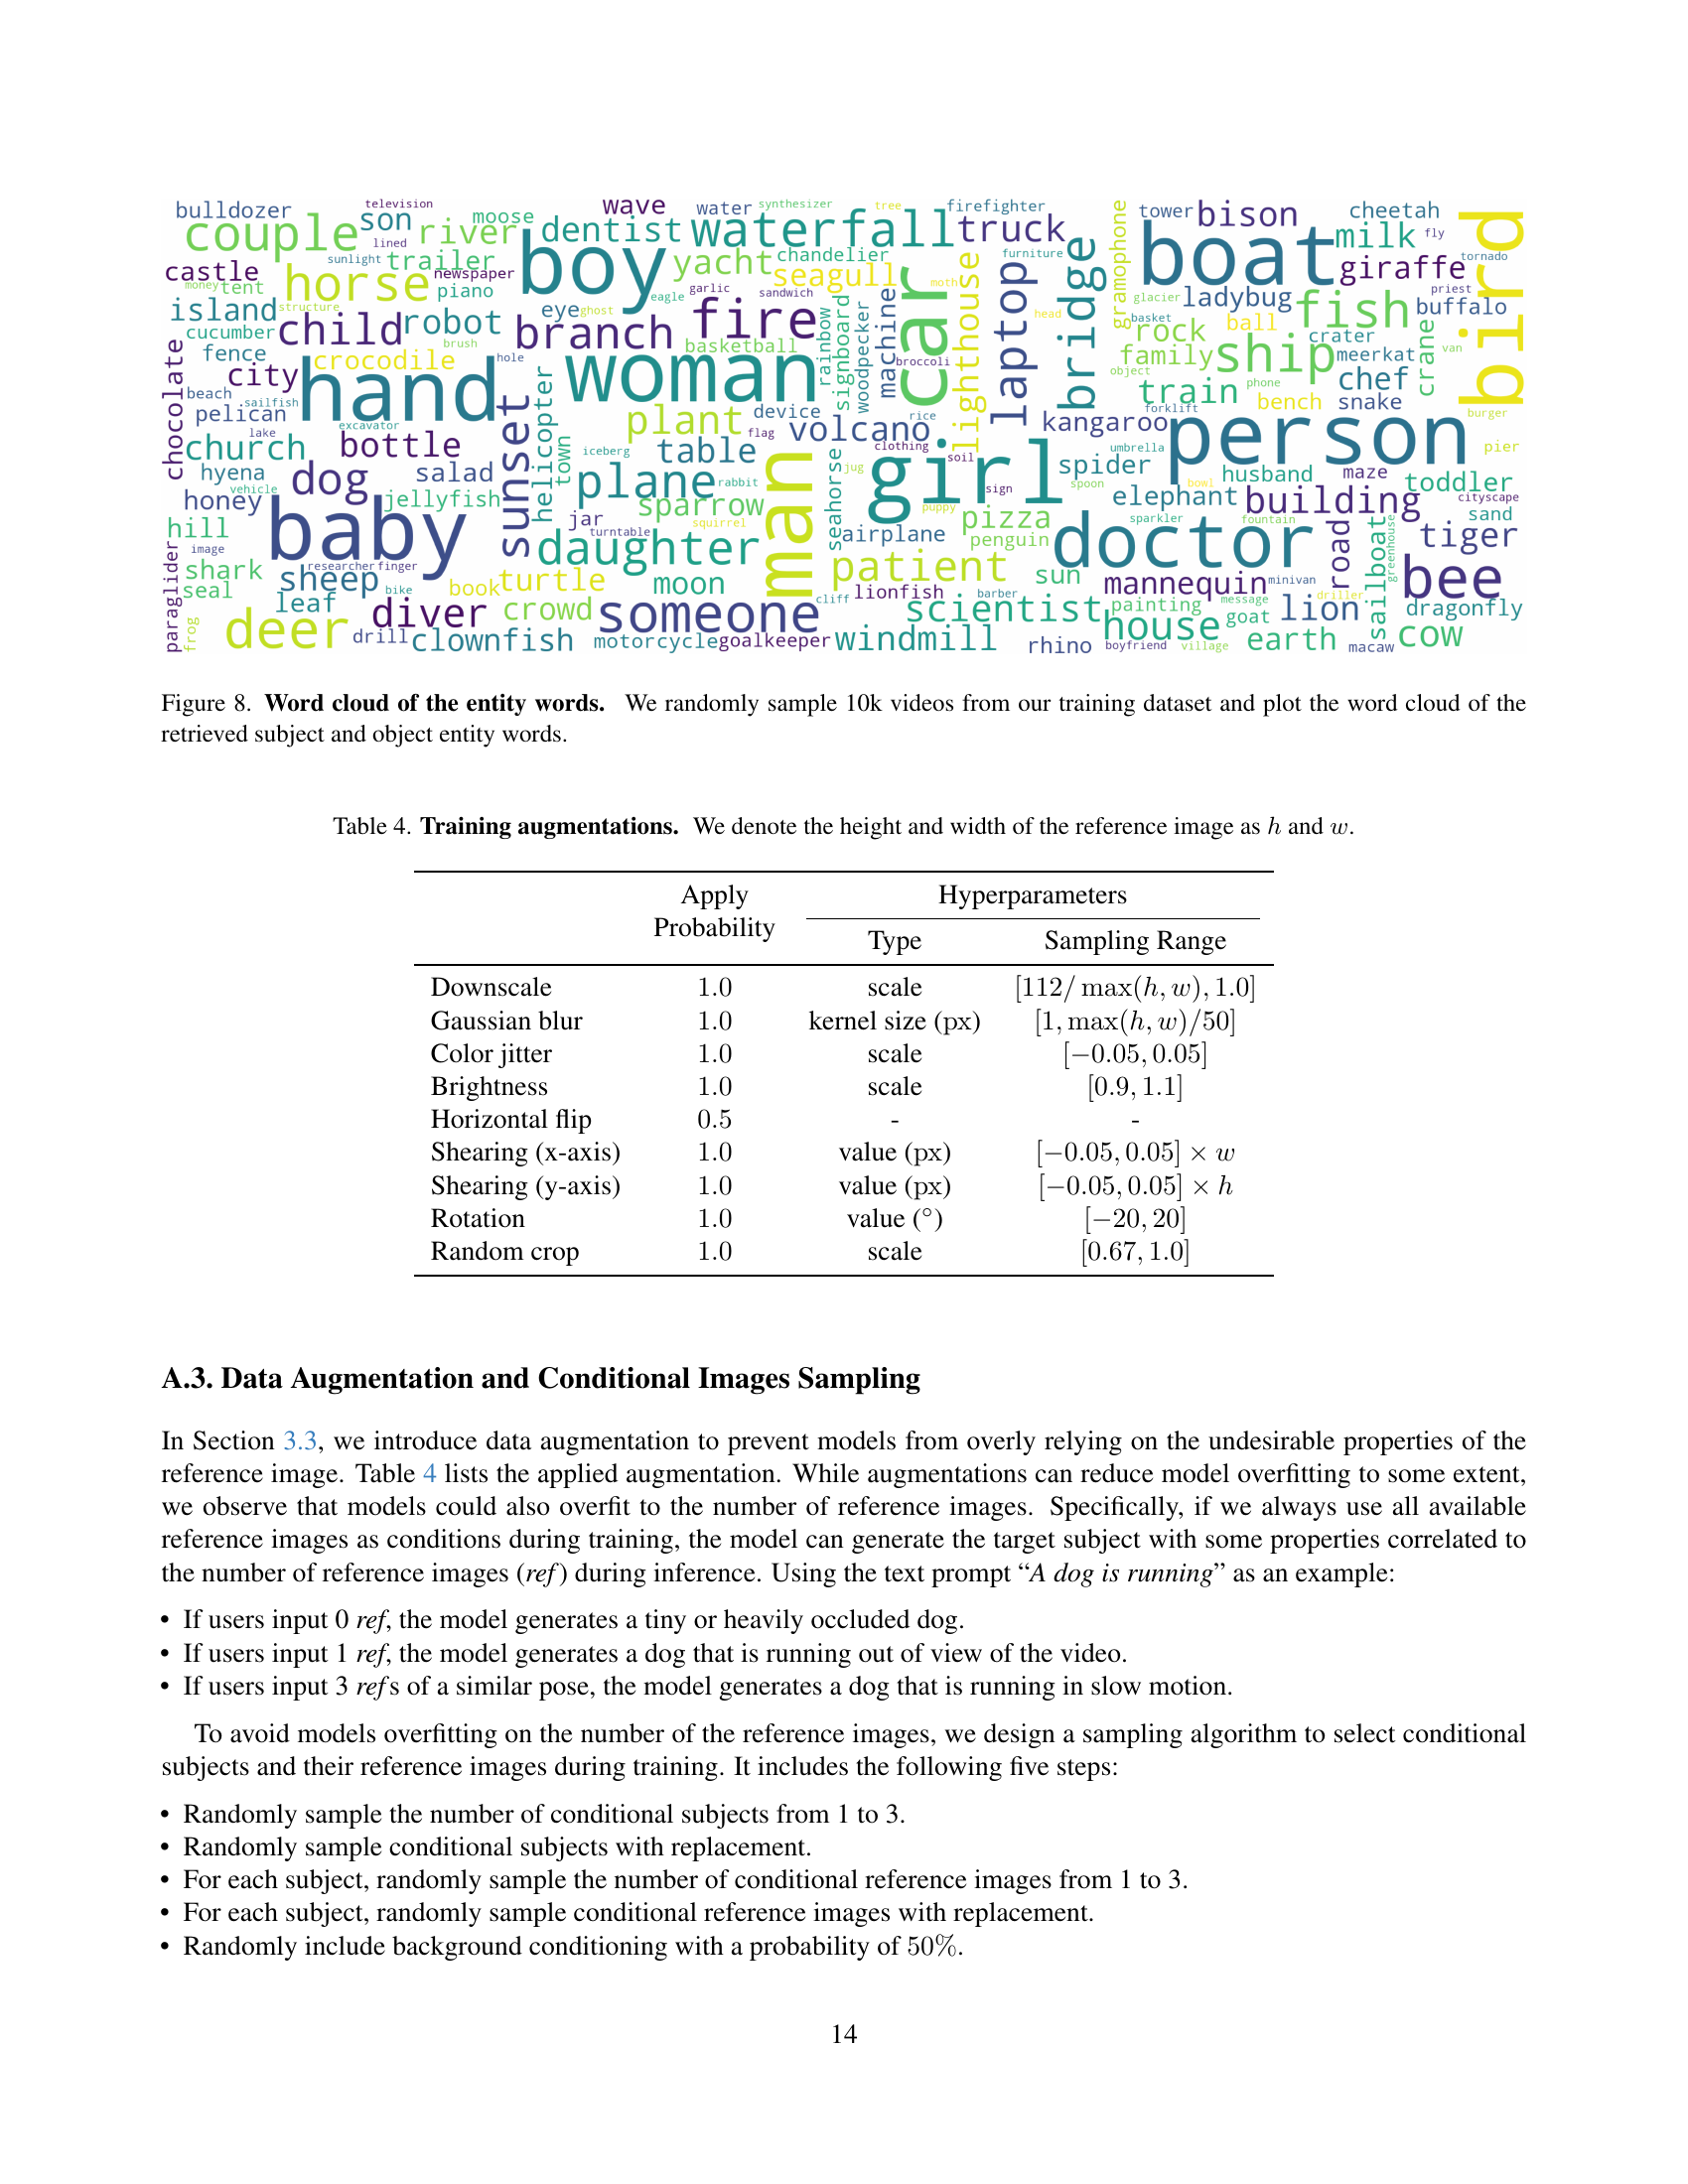 bulldozer television wave water synthesizer tree firefighter tower bison cheetah
couple son moose river dentist waterfall truck gramophone boat milk fly bird
lined boy yacht chandelier seagull car lighthouse furniture bridge giraffe tornado
castle sunlight trailer newspaper horse piano eagle garlic sandwich moth laptop glacier ladybug fish priest buffalo
money tent island structure eye ghost fire rainbow signboard woodpecker machine head basket rock ball crater crane van
cucumber child robot branch basketball broccoli family ship meerkat
chocolate fence crocodile brush hole woman object train phone chef
city hand beach sailfish pelican sunset helicopter plant device rice forklift bench snake burger
lake excavator church bottle town iceberg table flag volcano clothing kangaroo umbrella person pier
hyena dog salad plane rabbit man seahorse jug girl soil spider spoon bowl husband maze toddler
vehicle honey jellyfish sparrow squirrel puppy sign elephant building cityscape
hill baby jar turntable airplane pizza penguin doctor sparkler fountain road sailboat greenhouse sand tiger
image paraglider shark researcher finger daughter patient sun mannequin minivan bee
seal sheep bike book turtle moon cliff lionfish barber painting message driller dragonfly
frog leaf deer diver drill crowd clownfish someone motorcycle goalkeeper windmill scientist rhino house boyfriend goat village lion earth macaw cow
Figure 8. Word cloud of the entity words. We randomly sample 10k videos from our training dataset and plot the word cloud of the
retrieved subject and object entity words.
Table 4. Training augmentations. We denote the height and width of the reference image as h and w.
Apply Hyperparameters
Probability
Type Sampling Range
Downscale 1.0 scale [112/ max(h, w), 1.0]
Gaussian blur 1.0 kernel size (px) [1, max(h, w)/50]
Color jitter 1.0 scale [−0.05, 0.05]
Brightness 1.0 scale [0.9, 1.1]
Horizontal flip 0.5 - -
Shearing (x-axis) 1.0 value (px) [−0.05, 0.05] × w
Shearing (y-axis) 1.0 value (px) [−0.05, 0.05] × h
Rotation 1.0 value (°) [−20, 20]
Random crop 1.0 scale [0.67, 1.0]
A.3. Data Augmentation and Conditional Images Sampling
In Section 3.3, we introduce data augmentation to prevent models from overly relying on the undesirable properties of the
reference image. Table 4 lists the applied augmentation. While augmentations can reduce model overfitting to some extent,
we observe that models could also overfit to the number of reference images. Specifically, if we always use all available
reference images as conditions during training, the model can generate the target subject with some properties correlated to
the number of reference images (ref) during inference. Using the text prompt “A dog is running” as an example:
• If users input 0 ref, the model generates a tiny or heavily occluded dog.
• If users input 1 ref, the model generates a dog that is running out of view of the video.
• If users input 3 refs of a similar pose, the model generates a dog that is running in slow motion.
To avoid models overfitting on the number of the reference images, we design a sampling algorithm to select conditional
subjects and their reference images during training. It includes the following five steps:
• Randomly sample the number of conditional subjects from 1 to 3.
• Randomly sample conditional subjects with replacement.
• For each subject, randomly sample the number of conditional reference images from 1 to 3.
• For each subject, randomly sample conditional reference images with replacement.
• Randomly include background conditioning with a probability of 50%.
14